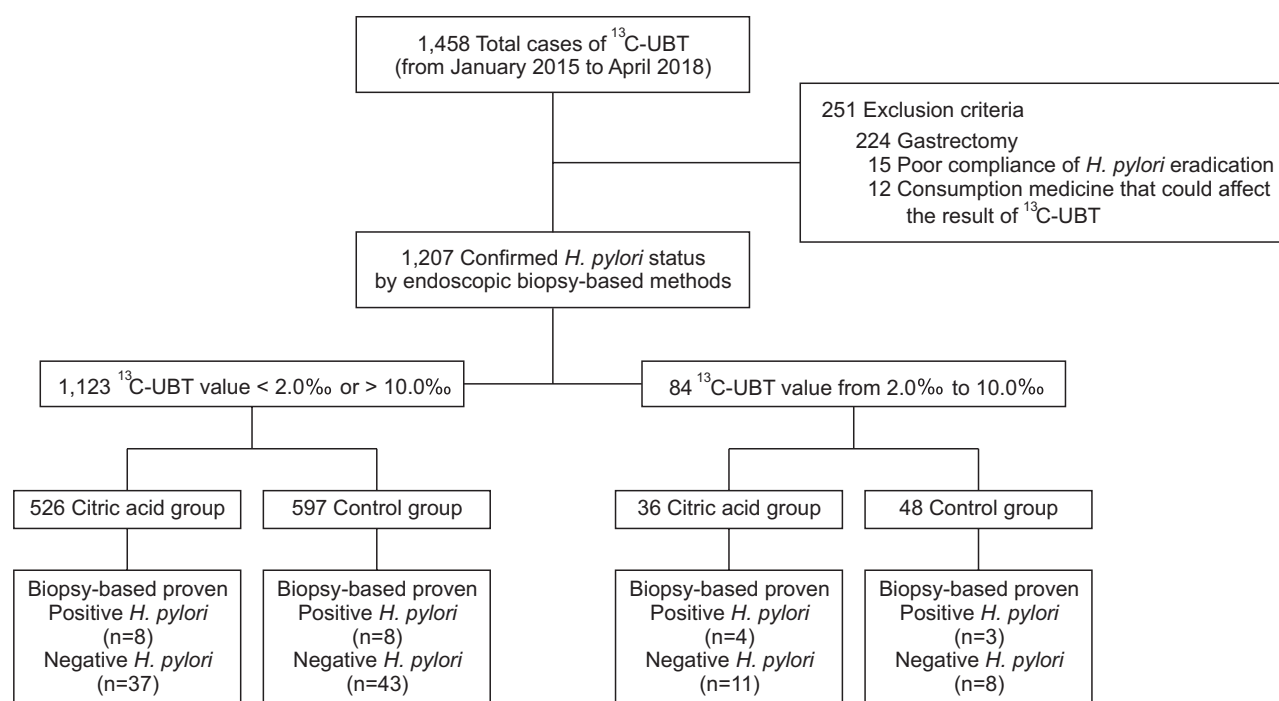 1,458 Total cases of ¹³C-UBT
(from January 2015 to April 2018)
251 Exclusion criteria
224 Gastrectomy
15 Poor compliance of H. pylori eradication
12 Consumption medicine that could affect
the result of ¹³C-UBT
1,207 Confirmed H. pylori status
by endoscopic biopsy-based methods
1,123 ¹³C-UBT value < 2.0‰ or > 10.0‰
84 ¹³C-UBT value from 2.0‰ to 10.0‰
526 Citric acid group
597 Control group
36 Citric acid group
48 Control group
Biopsy-based proven
Positive H. pylori
(n=8)
Negative H. pylori
(n=37)
Biopsy-based proven
Positive H. pylori
(n=8)
Negative H. pylori
(n=43)
Biopsy-based proven
Positive H. pylori
(n=4)
Negative H. pylori
(n=11)
Biopsy-based proven
Positive H. pylori
(n=3)
Negative H. pylori
(n=8)